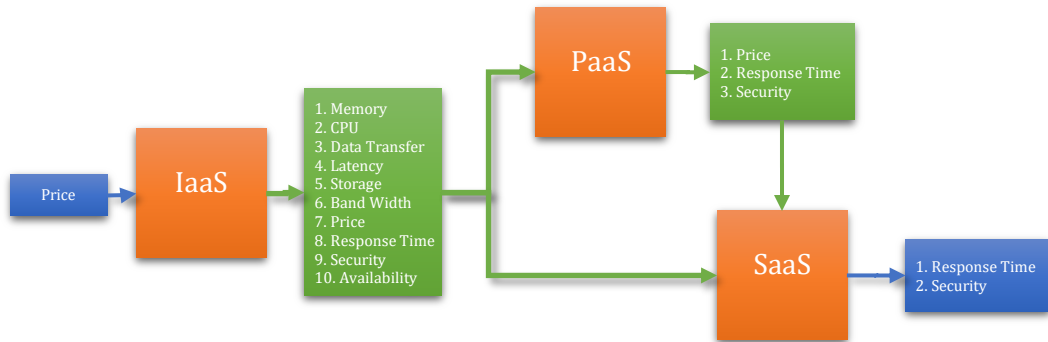 Price
IaaS
1. Memory
2. CPU
3. Data Transfer
4. Latency
5. Storage
6. Band Width
7. Price
8. Response Time
9. Security
10. Availability
PaaS
1. Price
2. Response Time
3. Security
SaaS
1. Response Time
2. Security